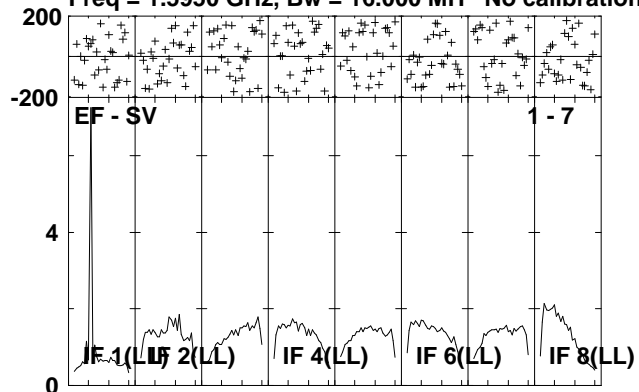 Freq = 1.5950 GHz, Bw = 16.000 MH No calibration
200
-200
EF - SV 1 - 7
4
IF 1(LL) IF 2(LL) IF 4(LL) IF 6(LL) IF 8(LL)
0